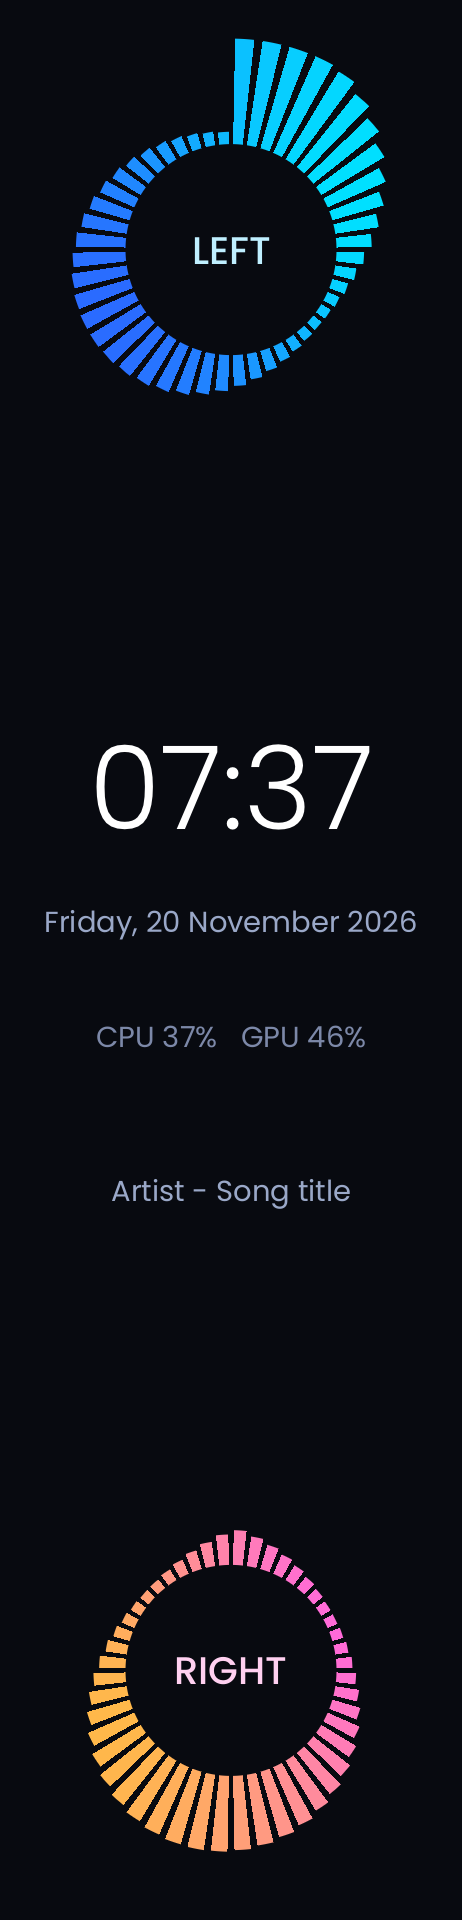 LEFT
07:37
Friday, 20 November 2026
CPU 37% GPU 46%
Artist - Song title
RIGHT